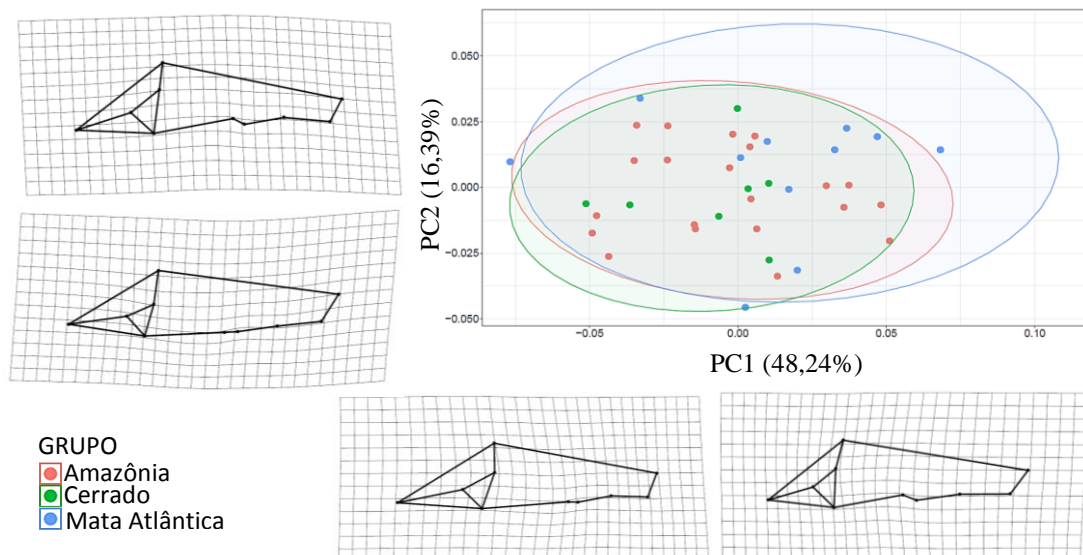 0.050
0.025
0.000
−0.025
−0.050
PC2 (16,39%)
−0.05
0.00
0.05
0.10
PC1 (48,24%)
GRUPO
Amazônia
Cerrado
Mata Atlântica